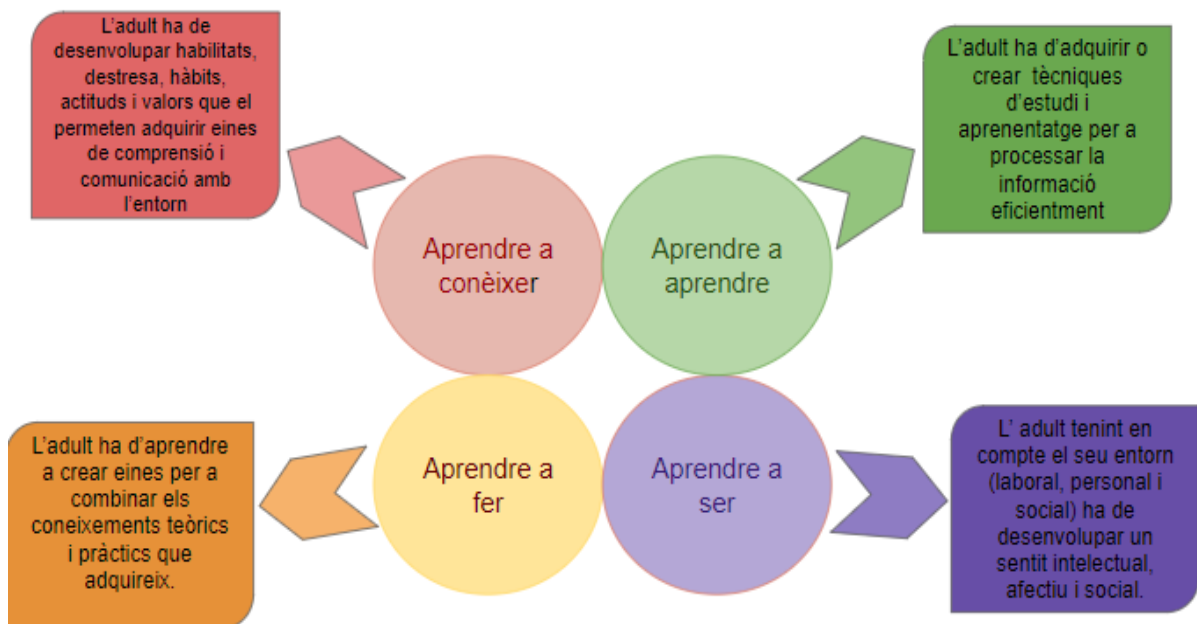 L'adult ha de
desenvolupar habilitats,
destresa, hàbits,
actituds i valors que el
permeten adquirir eines
de comprensió i
comunicació amb
l'entorn
L'adult ha d'adquirir o
crear tècniques
d'estudi i
aprenentatge per a
processar la
informació
eficientment
Aprendre a
conèixer
Aprendre a
aprendre
L'adult ha d'aprendre
a crear eines per a
combinar els
coneixements teòrics
i pràctics que
adquireix.
Aprendre a
fer
Aprendre a
ser
L' adult tenint en
compte el seu entorn
(laboral, personal i
social) ha de
desenvolupar un
sentit intelectual,
afectiu i social.